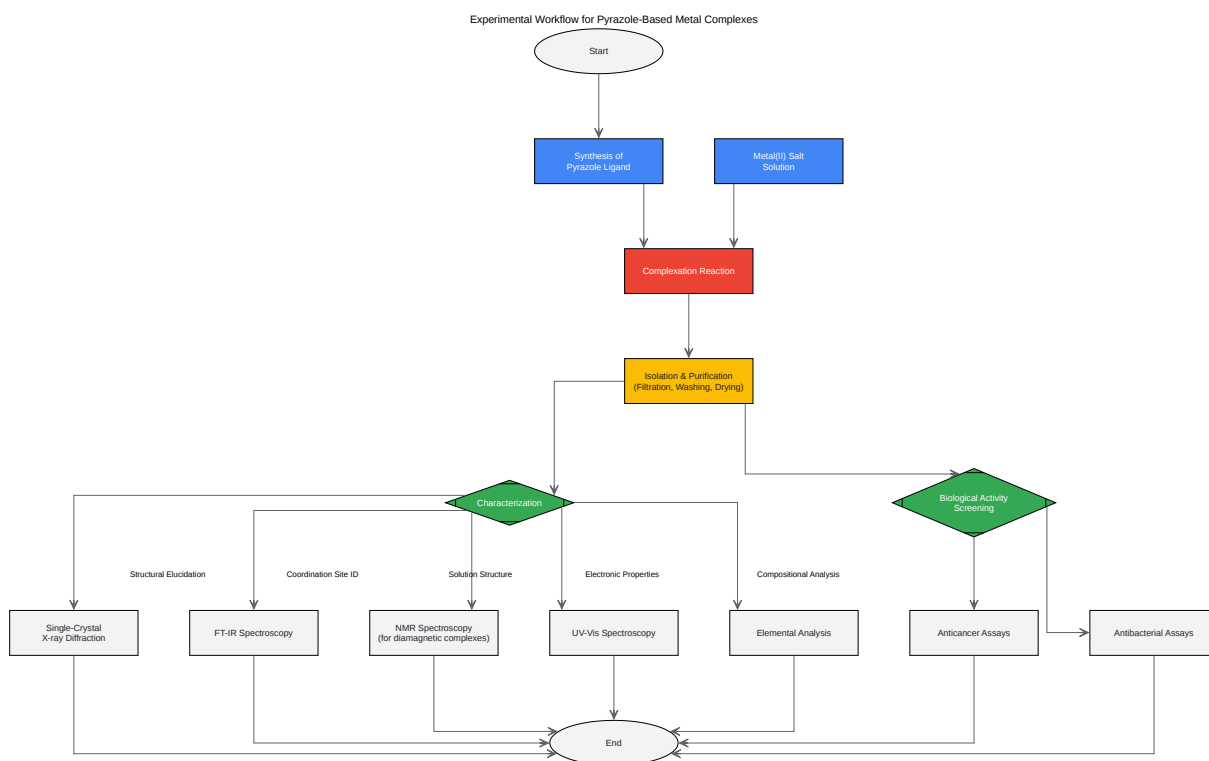 Experimental Workflow for Pyrazole-Based Metal Complexes
Start
Synthesis of
Pyrazole Ligand
Metal(II) Salt
Solution
Complexation Reaction
Isolation & Purification
(Filtration, Washing, Drying)
Characterization
Biological Activity
Screening
Structural Elucidation
Coordination Site ID
Solution Structure
Electronic Properties
Compositional Analysis
Single-Crystal
X-ray Diffraction
FT-IR Spectroscopy
NMR Spectroscopy
(for diamagnetic complexes)
UV-Vis Spectroscopy
Elemental Analysis
Anticancer Assays
Antibacterial Assays
End